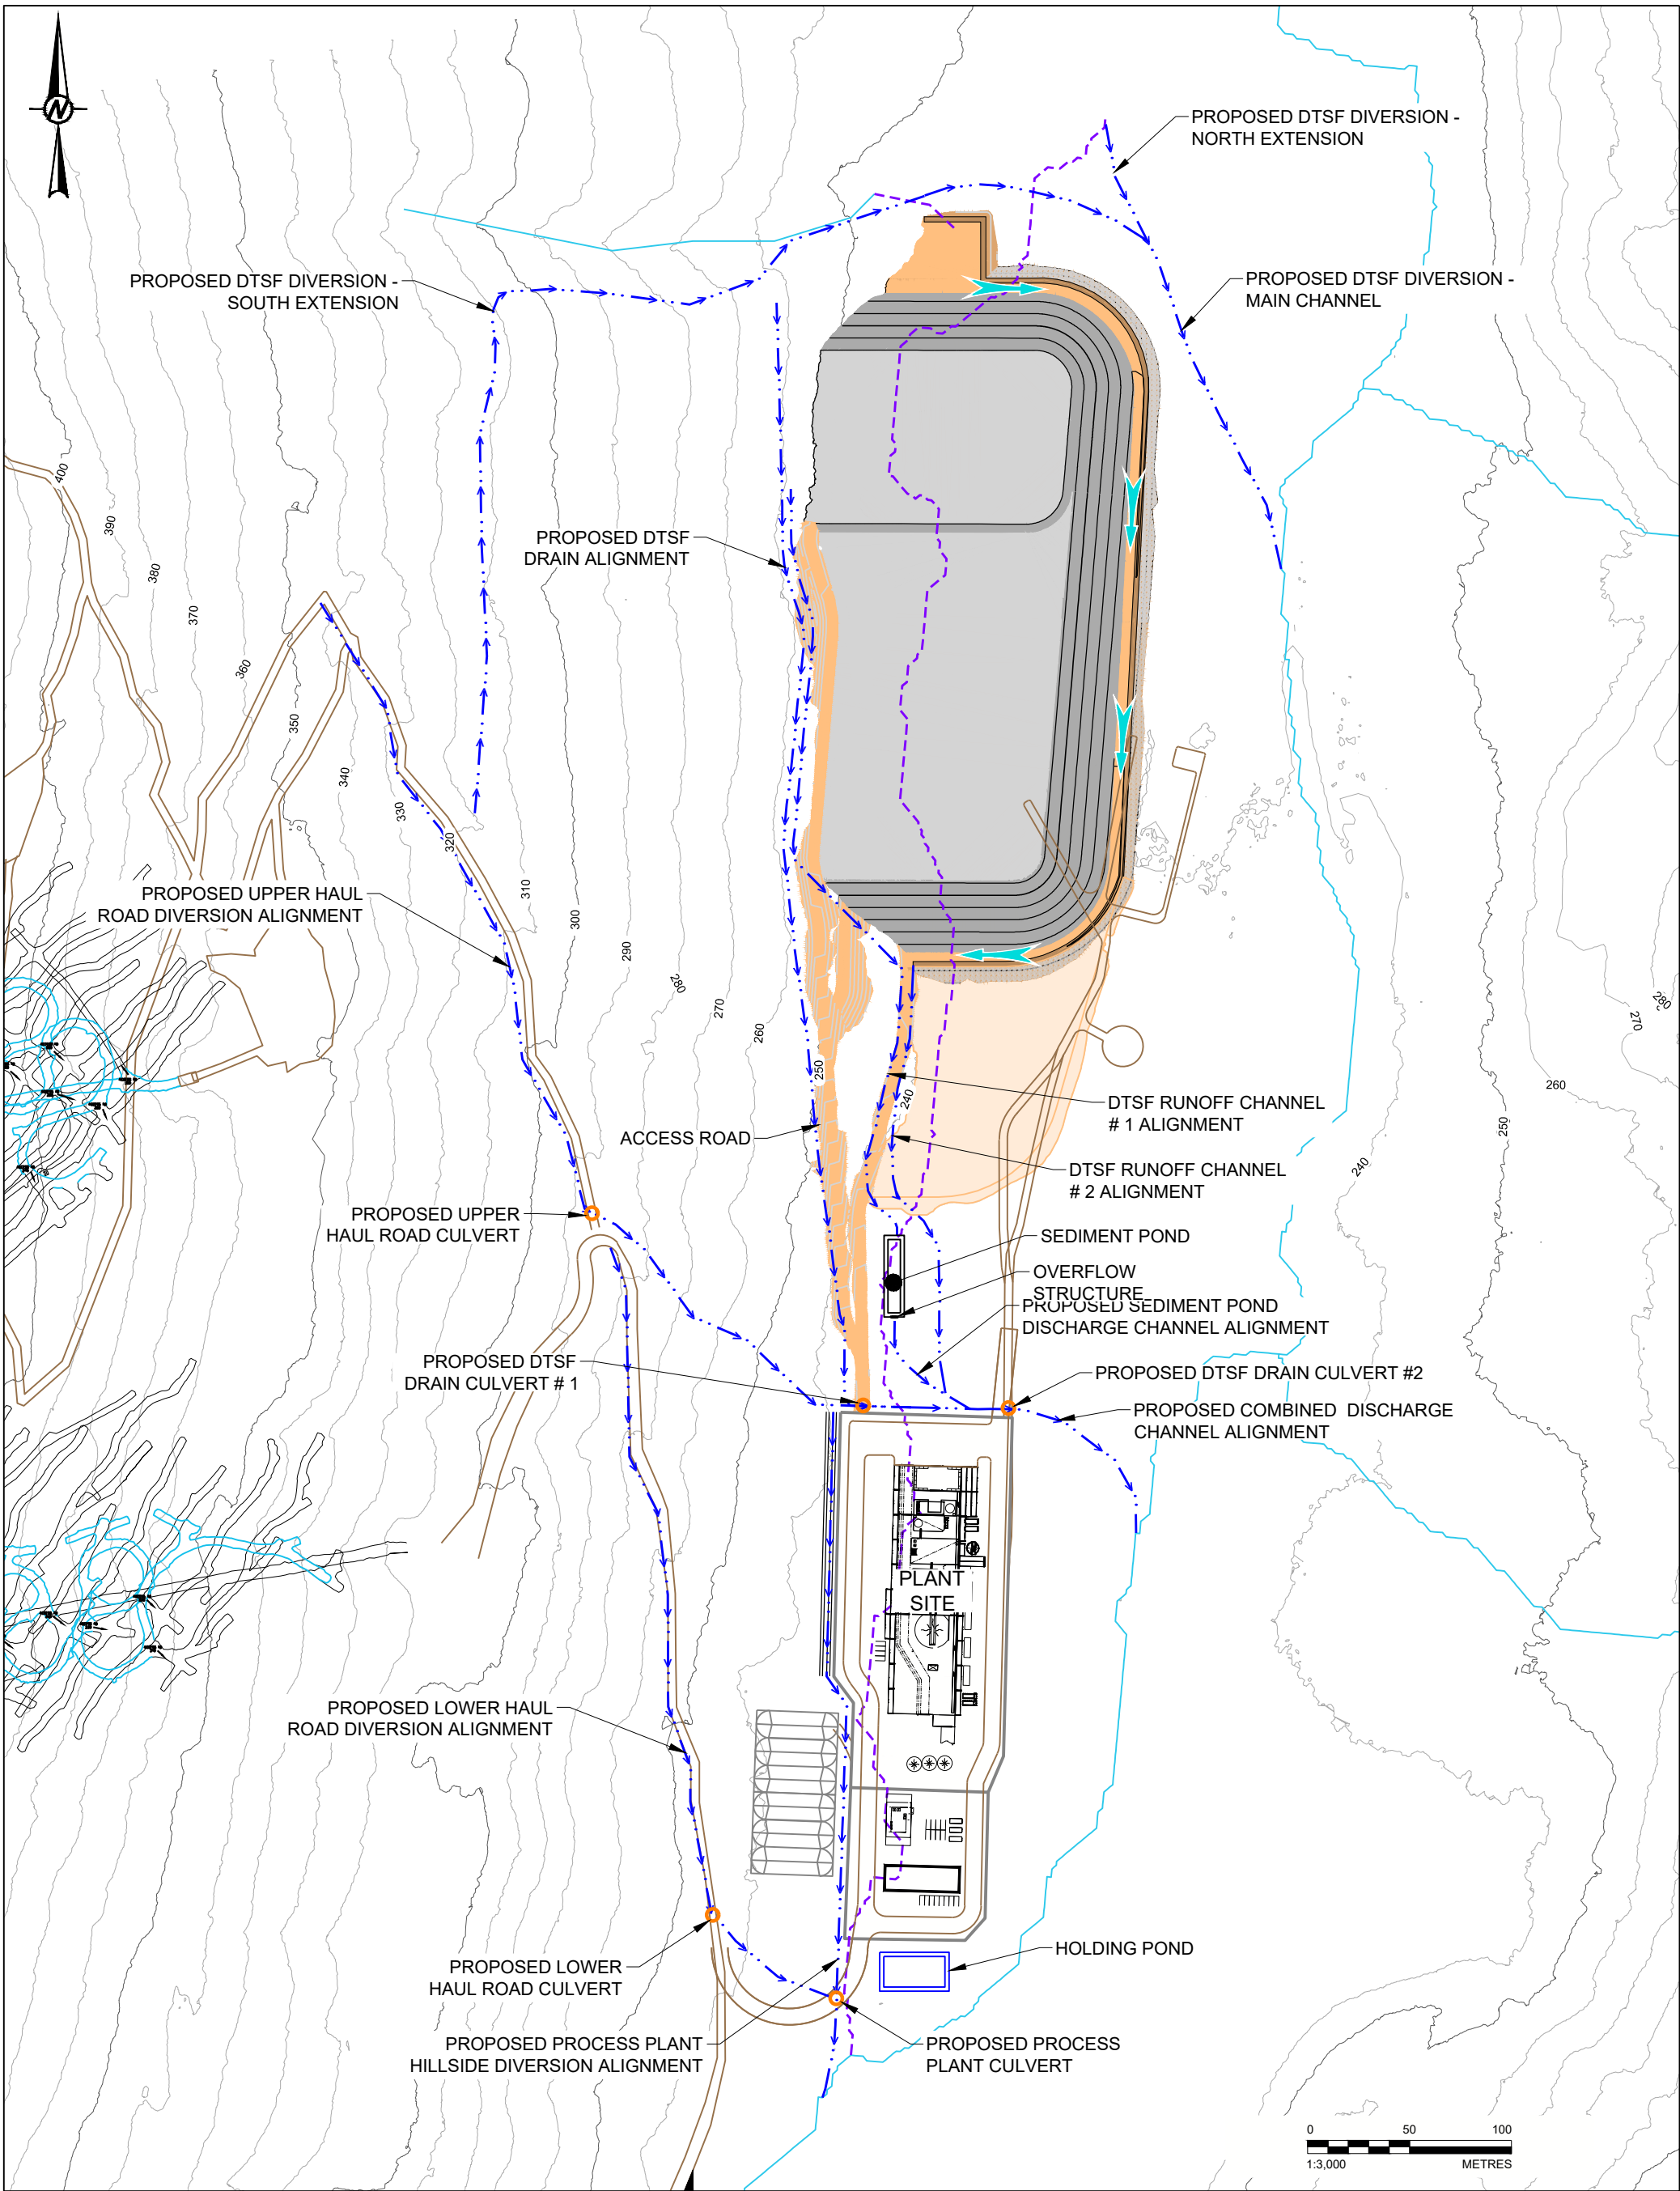 N
PROPOSED DTSF DIVERSION -
NORTH EXTENSION
PROPOSED DTSF DIVERSION -
SOUTH EXTENSION
PROPOSED DTSF DIVERSION -
MAIN CHANNEL
400
390
380
370
360
350
340
330
320
310
300
290
280
270
260
250
240
PROPOSED DTSF
DRAIN ALIGNMENT
PROPOSED UPPER HAUL
ROAD DIVERSION ALIGNMENT
280
270
260
250
240
DTSF RUNOFF CHANNEL
# 1 ALIGNMENT
ACCESS ROAD
DTSF RUNOFF CHANNEL
# 2 ALIGNMENT
PROPOSED UPPER
HAUL ROAD CULVERT
SEDIMENT POND
OVERFLOW
STRUCTURE
PROPOSED SEDIMENT POND
DISCHARGE CHANNEL ALIGNMENT
PROPOSED DTSF
DRAIN CULVERT # 1
PROPOSED DTSF DRAIN CULVERT #2
PROPOSED COMBINED DISCHARGE
CHANNEL ALIGNMENT
PLANT
SITE
PROPOSED LOWER HAUL
ROAD DIVERSION ALIGNMENT
HOLDING POND
PROPOSED LOWER
HAUL ROAD CULVERT
PROPOSED PROCESS PLANT
HILLSIDE DIVERSION ALIGNMENT
PROPOSED PROCESS
PLANT CULVERT
0 50 100
1:3,000 METRES